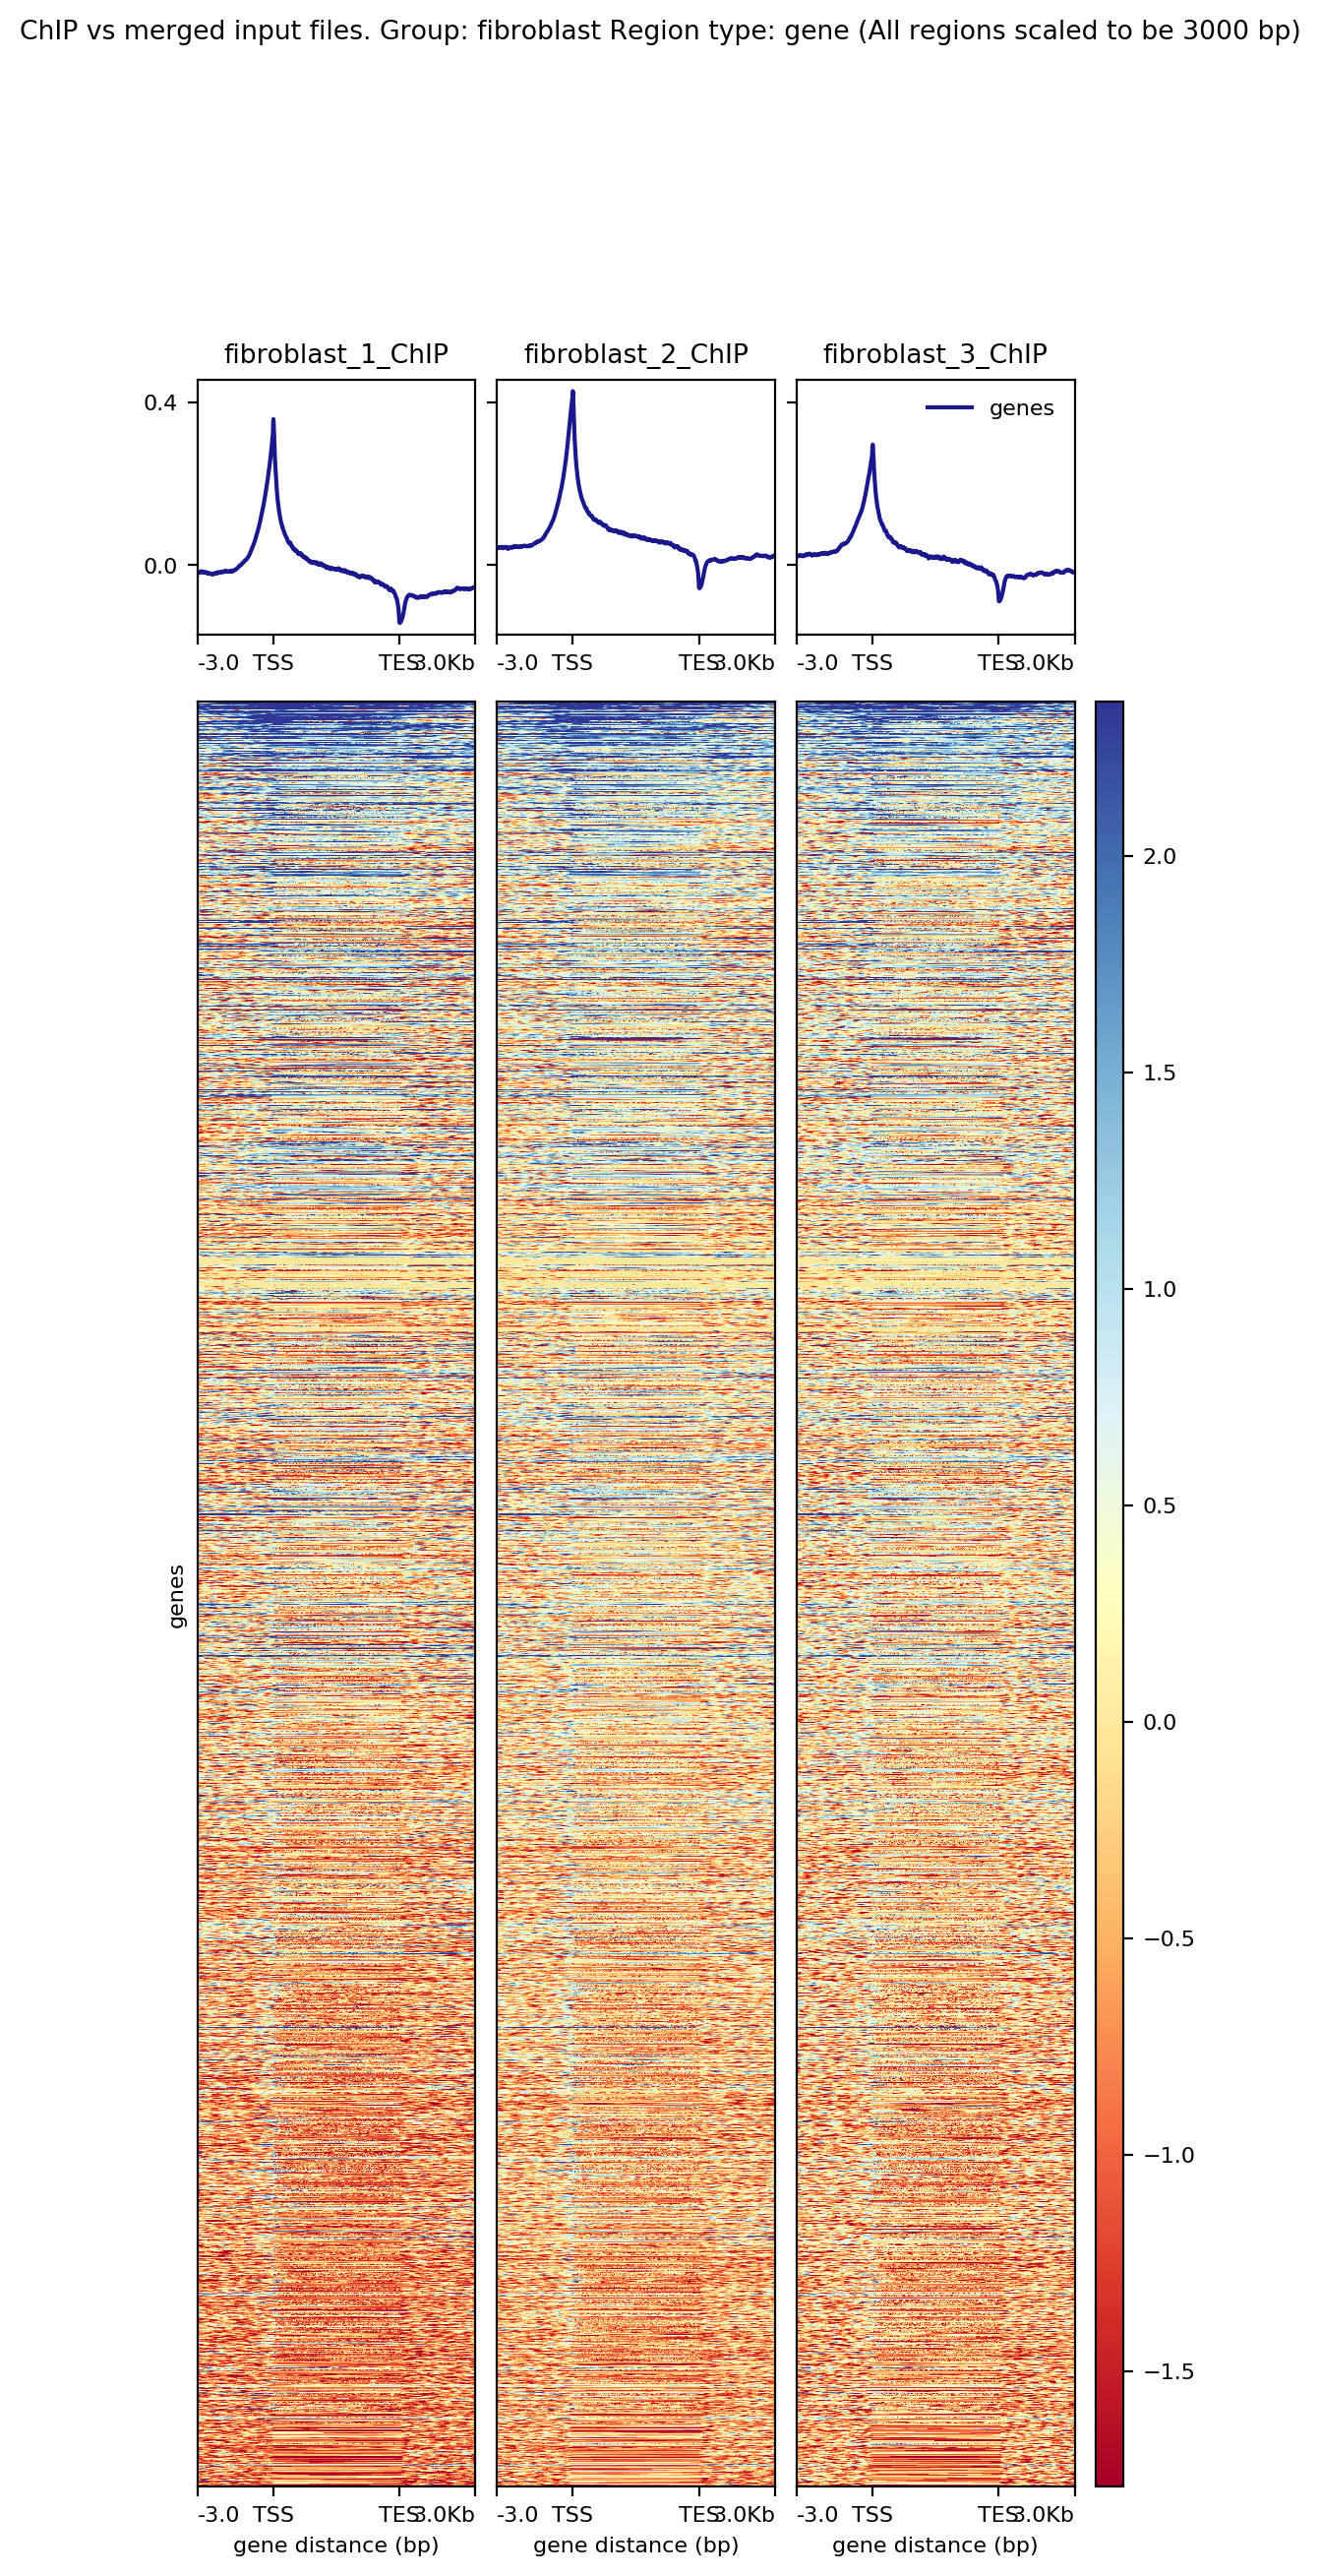 ChIP vs merged input files. Group: fibroblast Region type: gene (All regions scaled to be 3000 bp)
fibroblast_1_ChIP fibroblast_2_ChIP fibroblast_3_ChIP
0.4
genes
0.0
-3.0 TSS TES 3.0Kb -3.0 TSS TES 3.0Kb -3.0 TSS TES 3.0Kb
2.0
1.5
1.0
0.5
genes
0.0
−0.5
−1.0
−1.5
-3.0 TSS TES 3.0Kb -3.0 TSS TES 3.0Kb -3.0 TSS TES 3.0Kb
gene distance (bp) gene distance (bp) gene distance (bp)